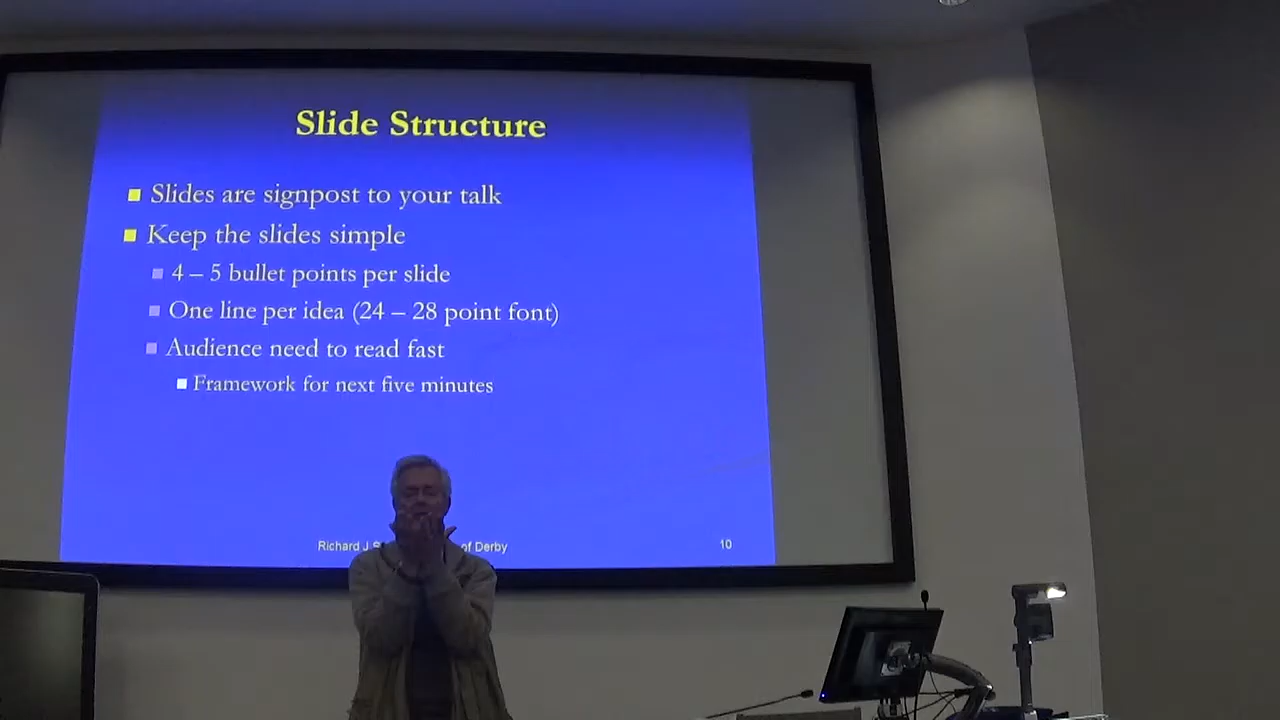 Slide Structure
Slides are signpost to your talk
Keep the slides simple
4 – 5 bullet points per slide
One line per idea (24 – 28 point font)
Audience need to read fast
Framework for next five minutes
Richard J of Derby
10